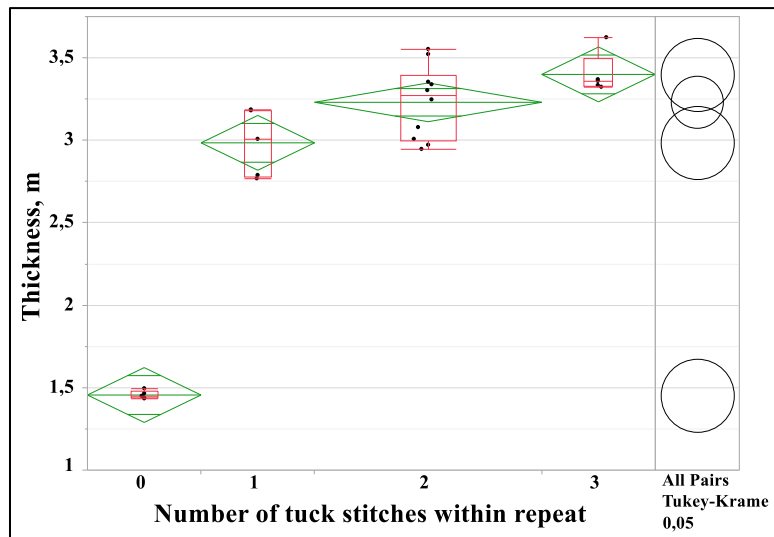 Thickness, m
3,5
3
2,5
2
1,5
1
0
1
2
3
Number of tuck stitches within repeat
All Pairs
Tukey-Krame
0,05